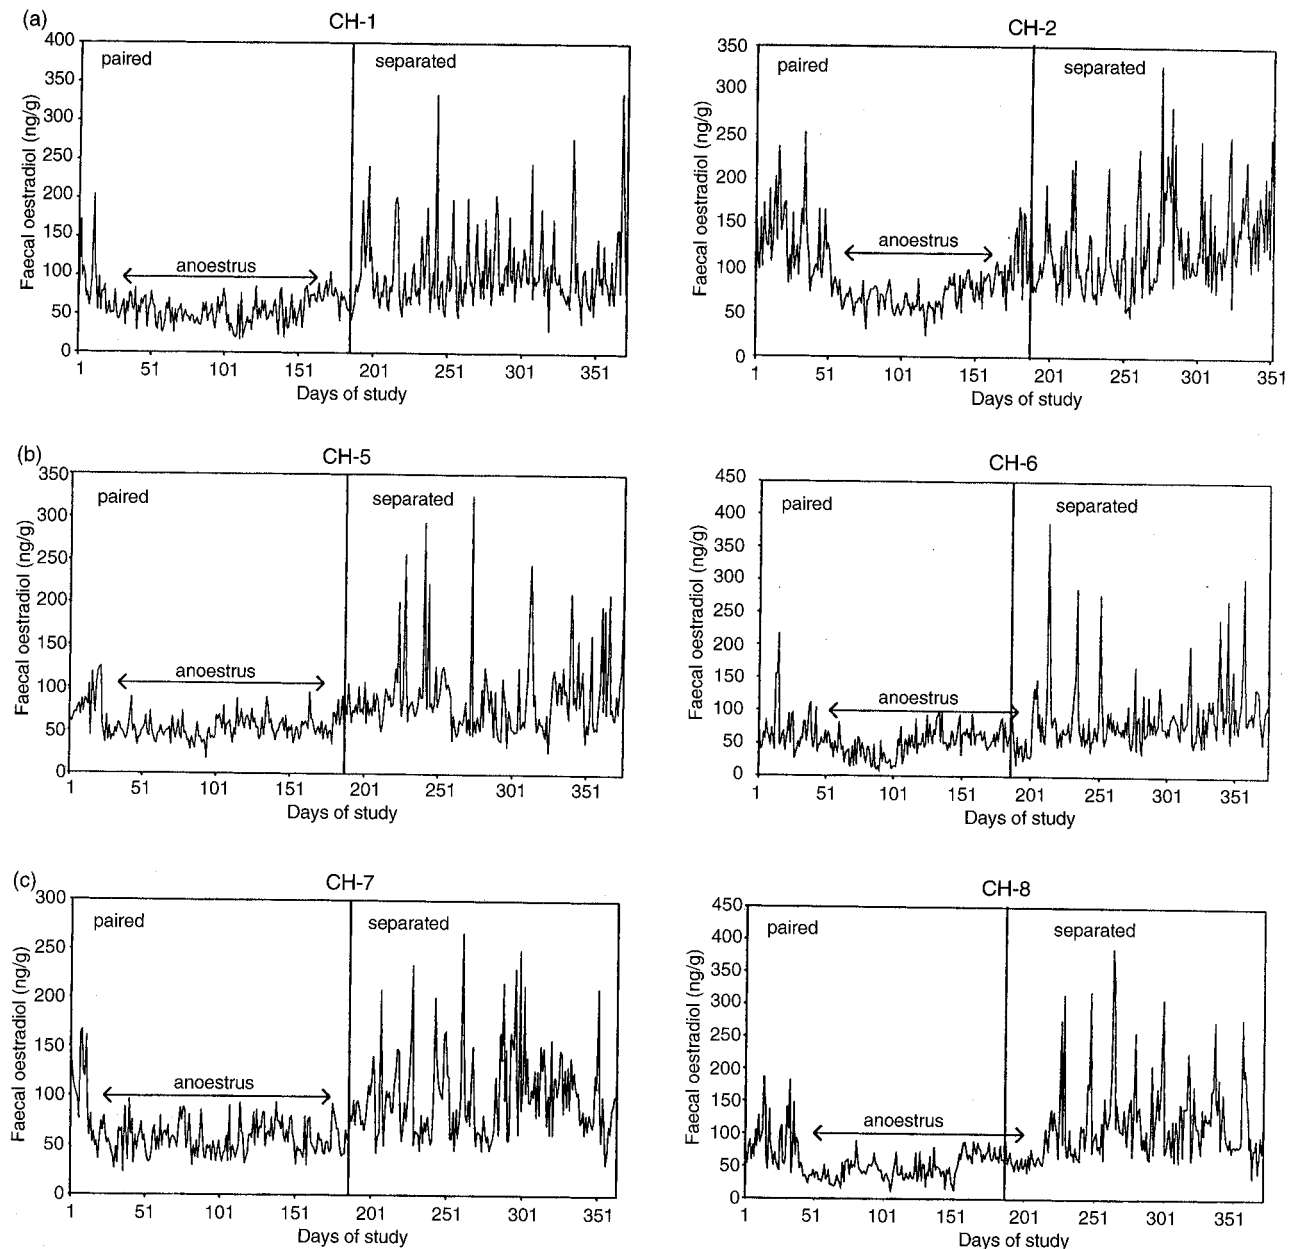 (a)
CH-1
Faecal oestradiol (ng/g)
400
350
300
250
200
150
100
50
0
paired
separated
anoestrus
1 51 101 151 201 251 301 351
Days of study
CH-2
Faecal oestradiol (ng/g)
350
300
250
200
150
100
50
0
paired
separated
anoestrus
1 51 101 151 201 251 301 351
Days of study
(b)
CH-5
Faecal oestradiol (ng/g)
350
300
250
200
150
100
50
0
paired
separated
anoestrus
1 51 101 151 201 251 301 351
Days of study
CH-6
Faecal oestradiol (ng/g)
450
400
350
300
250
200
150
100
50
0
paired
separated
anoestrus
1 51 101 151 201 251 301 351
Days of study
(c)
CH-7
Faecal oestradiol (ng/g)
300
250
200
150
100
50
0
paired
separated
anoestrus
1 51 101 151 201 251 301 351
Days of study
CH-8
Faecal oestradiol (ng/g)
450
400
350
300
250
200
150
100
50
0
paired
separated
anoestrus
1 51 101 151 201 251 301 351
Days of study